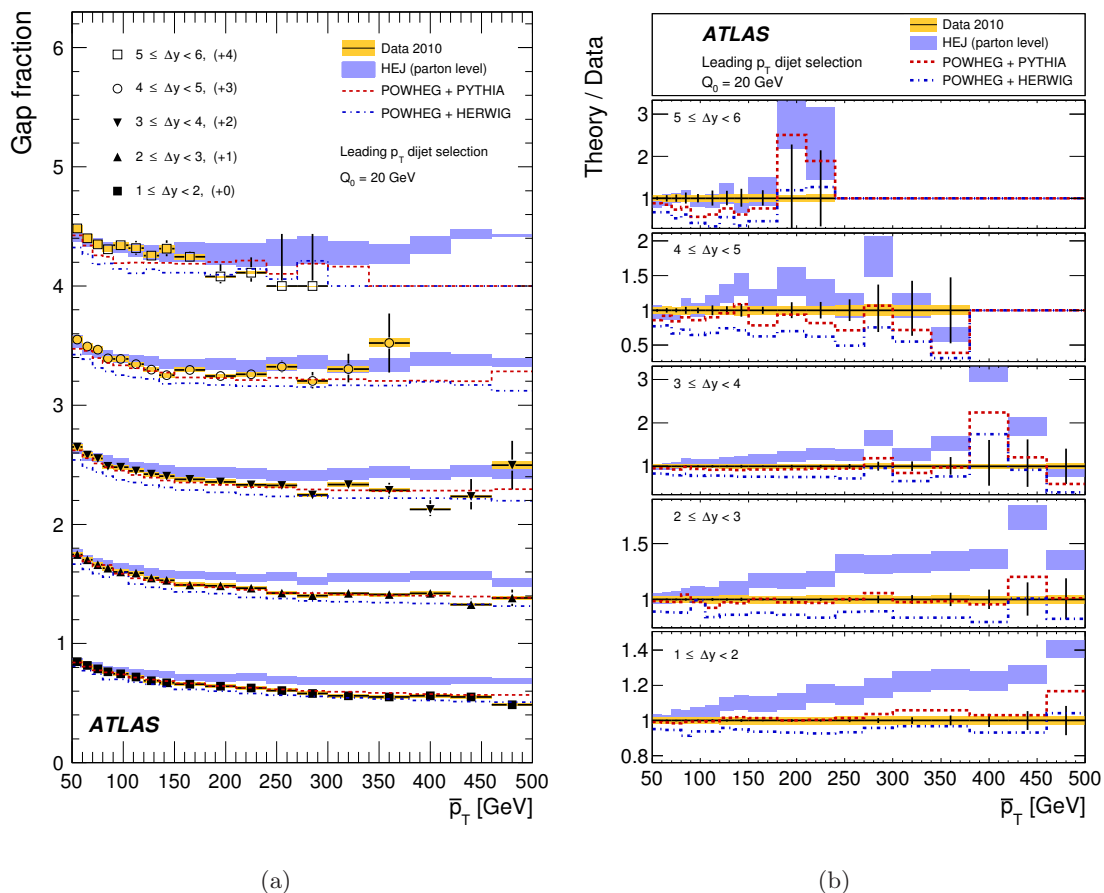 Gap fraction
6
5
4
3
2
1
0
5 ≤ Δy < 6, (+4)
4 ≤ Δy < 5, (+3)
3 ≤ Δy < 4, (+2)
2 ≤ Δy < 3, (+1)
1 ≤ Δy < 2, (+0)
Data 2010
HEJ (parton level)
POWHEG + PYTHIA
POWHEG + HERWIG
Leading p_T dijet selection
Q_0 = 20 GeV
ATLAS
50 100 150 200 250 300 350 400 450 500
p̅_T [GeV]
(a)
Theory / Data
ATLAS
Leading p_T dijet selection
Q_0 = 20 GeV
Data 2010
HEJ (parton level)
POWHEG + PYTHIA
POWHEG + HERWIG
5 ≤ Δy < 6
3
2
1
4 ≤ Δy < 5
2
1.5
1
0.5
3 ≤ Δy < 4
3
2
1
2 ≤ Δy < 3
1.5
1
1 ≤ Δy < 2
1.4
1.2
1
0.8
50 100 150 200 250 300 350 400 450 500
p̅_T [GeV]
(b)